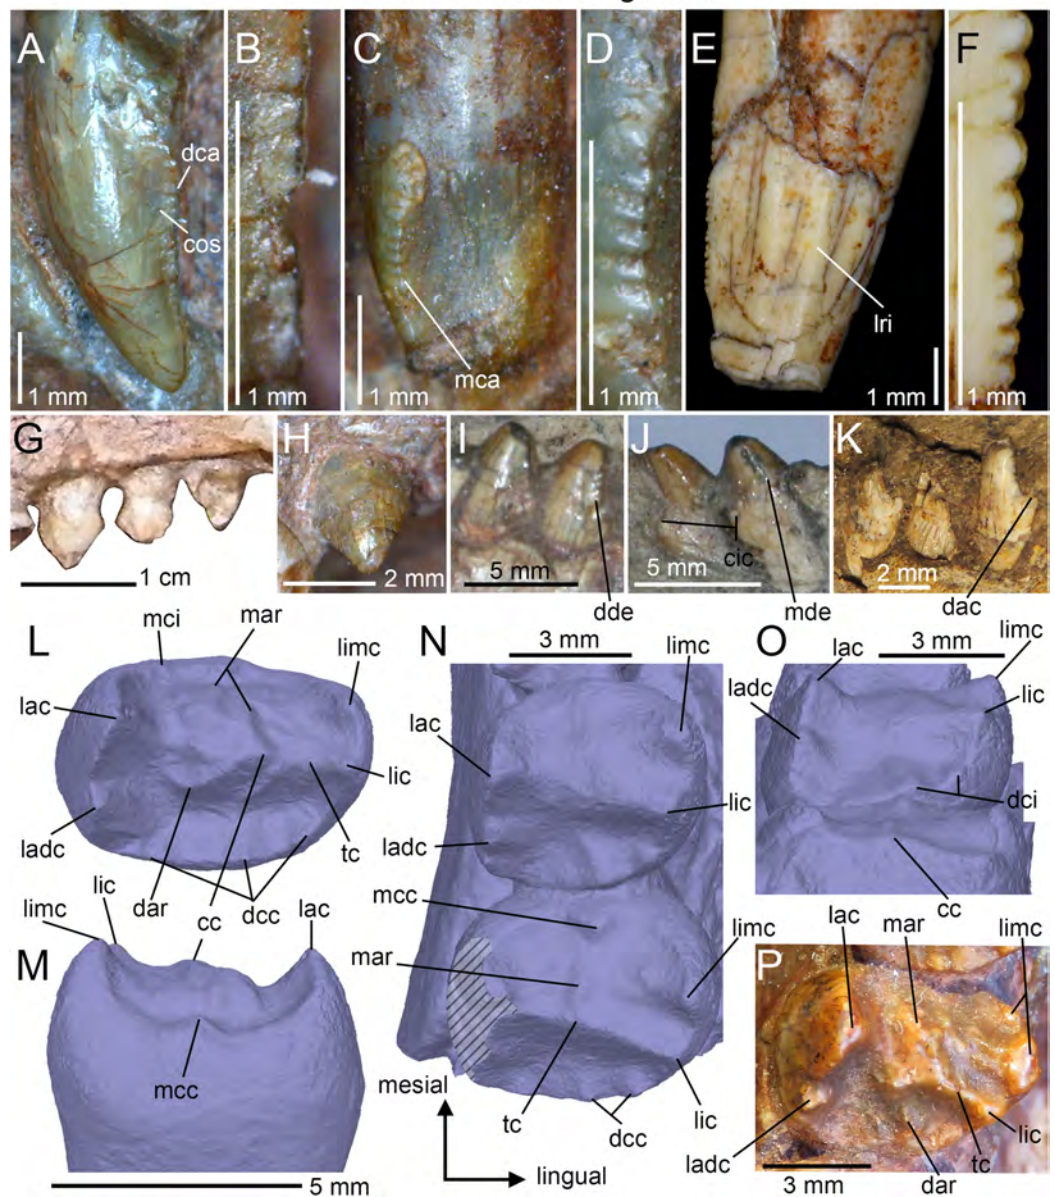 A
B
C
D
E
F
dca
cos
mca
lri
1 mm
1 mm
1 mm
1 mm
1 mm
1 mm
G
H
I
J
K
cic
1 cm
2 mm
5 mm
5 mm
2 mm
dde
mde
dac
L
mci
mar
limc
lac
lic
ladc
tc
dar
cc
dcc
N
3 mm
limc
lac
lic
ladc
mcc
limc
mar
tc
dcc
lic
mesial
lingual
O
3 mm
lac
limc
lic
ladc
dci
cc
M
limc
lic
lac
mcc
5 mm
P
lac
mar
limc
ladc
dar
tc
lic
3 mm